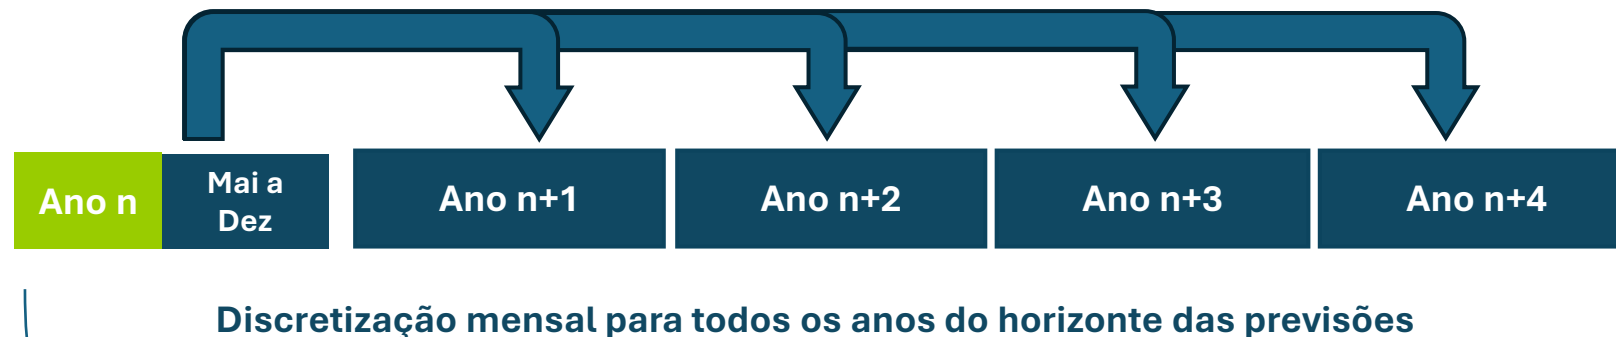 Ano n
Mai a
Dez
Ano n+1
Ano n+2
Ano n+3
Ano n+4
Discretização mensal para todos os anos do horizonte das previsões